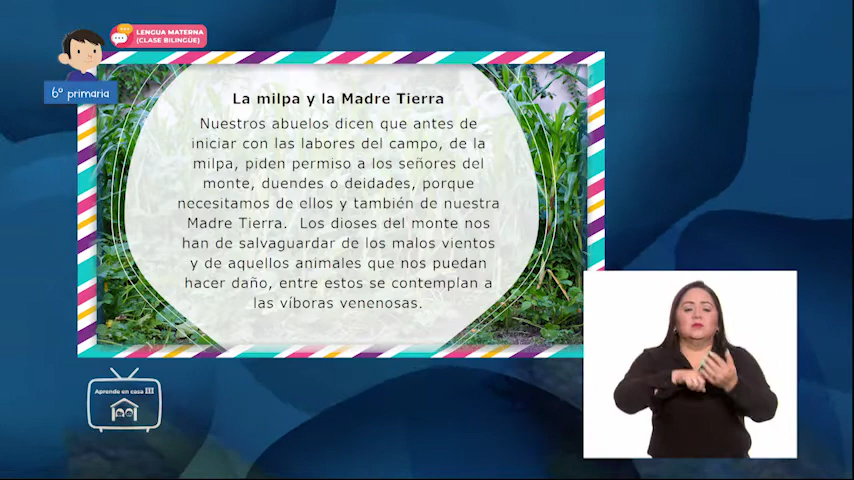 LENGUA MATERNA
(CLASE BILINGÜE)
6º primaria
La milpa y la Madre Tierra
Nuestros abuelos dicen que antes de
iniciar con las labores del campo, de la
milpa, piden permiso a los señores del
monte, duendes o deidades, porque
necesitamos de ellos y también de nuestra
Madre Tierra. Los dioses del monte nos
han de salvaguardar de los malos vientos
y de aquellos animales que nos puedan
hacer daño, entre estos se contemplan a
las víboras venenosas.
Aprende en casa III